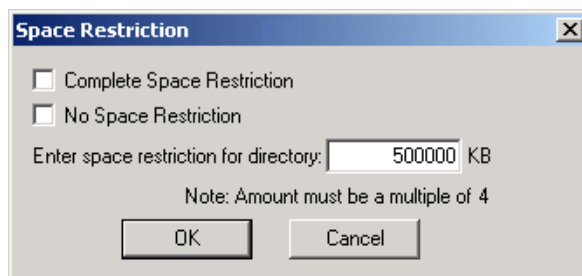 Space Restriction
Complete Space Restriction
No Space Restriction
Enter space restriction for directory: 500000 KB
Note: Amount must be a multiple of 4
OK Cancel